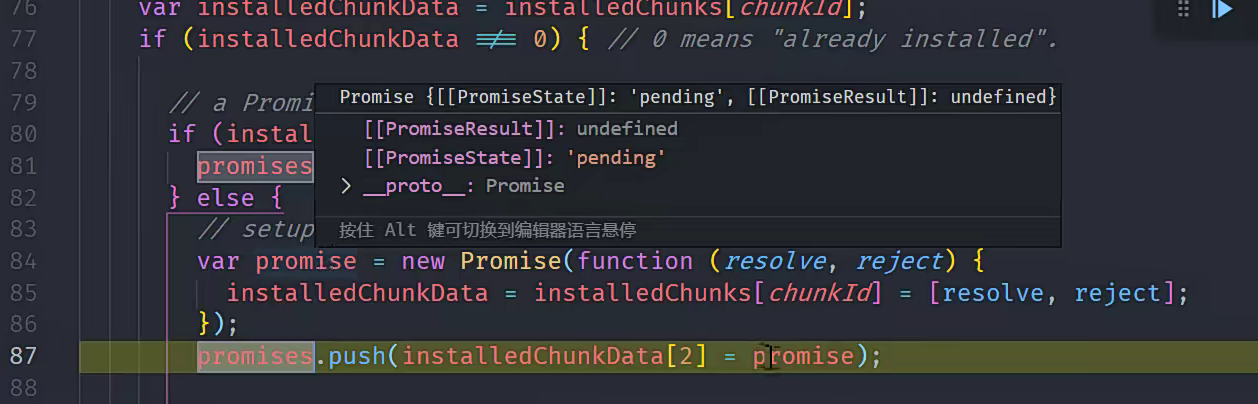 76 var installedChunkData = installedChunks[chunkId];
77 if (installedChunkData !== 0) { // 0 means "already installed".
78
79 // a Promi
Promise {[[PromiseState]]: 'pending', [[PromiseResult]]: undefined}
[[PromiseResult]]: undefined
80 if (instal
[[PromiseState]]: 'pending'
81 promises
> __proto__: Promise
82 } else {
83 // setup
按住 Alt 键可切换到编辑器语言悬停
84 var promise = new Promise(function (resolve, reject) {
85 installedChunkData = installedChunks[chunkId] = [resolve, reject];
86 });
87 promises.push(installedChunkData[2] = promise);
88